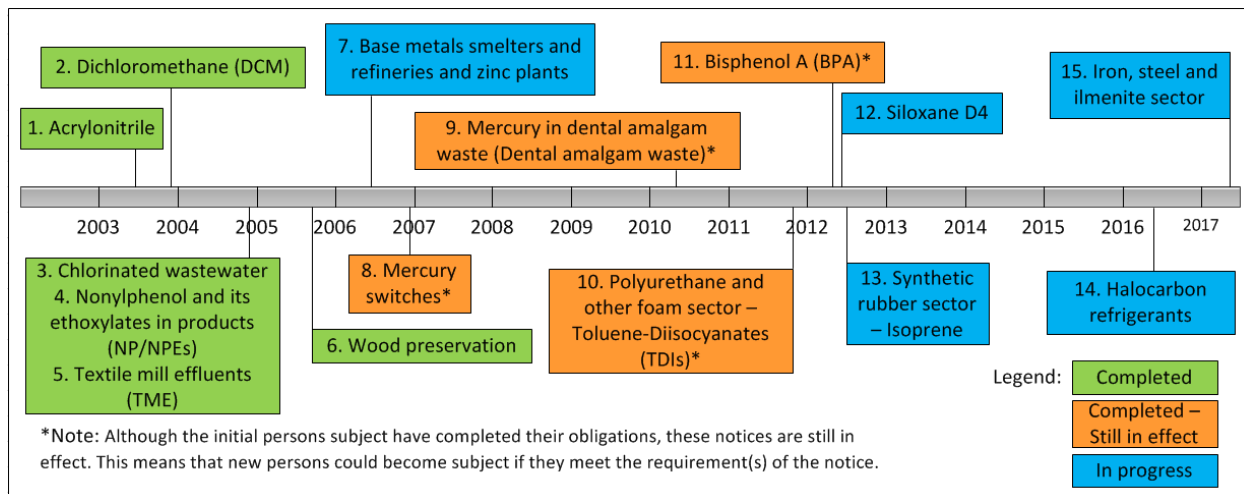 2. Dichloromethane (DCM)
7. Base metals smelters and
refineries and zinc plants
11. Bisphenol A (BPA)*
15. Iron, steel and
ilmenite sector
1. Acrylonitrile
9. Mercury in dental amalgam
waste (Dental amalgam waste)*
12. Siloxane D4
2003 2004 2005 2006 2007 2008 2009 2010 2011 2012 2013 2014 2015 2016 2017
3. Chlorinated wastewater
4. Nonylphenol and its
ethoxylates in products
(NP/NPEs)
5. Textile mill effluents
(TME)
8. Mercury
switches*
6. Wood preservation
10. Polyurethane and
other foam sector –
Toluene-Diisocyanates
(TDIs)*
13. Synthetic
rubber sector
– Isoprene
14. Halocarbon
refrigerants
Legend:
Completed
Completed –
Still in effect
In progress
*Note: Although the initial persons subject have completed their obligations, these notices are still in
effect. This means that new persons could become subject if they meet the requirement(s) of the notice.